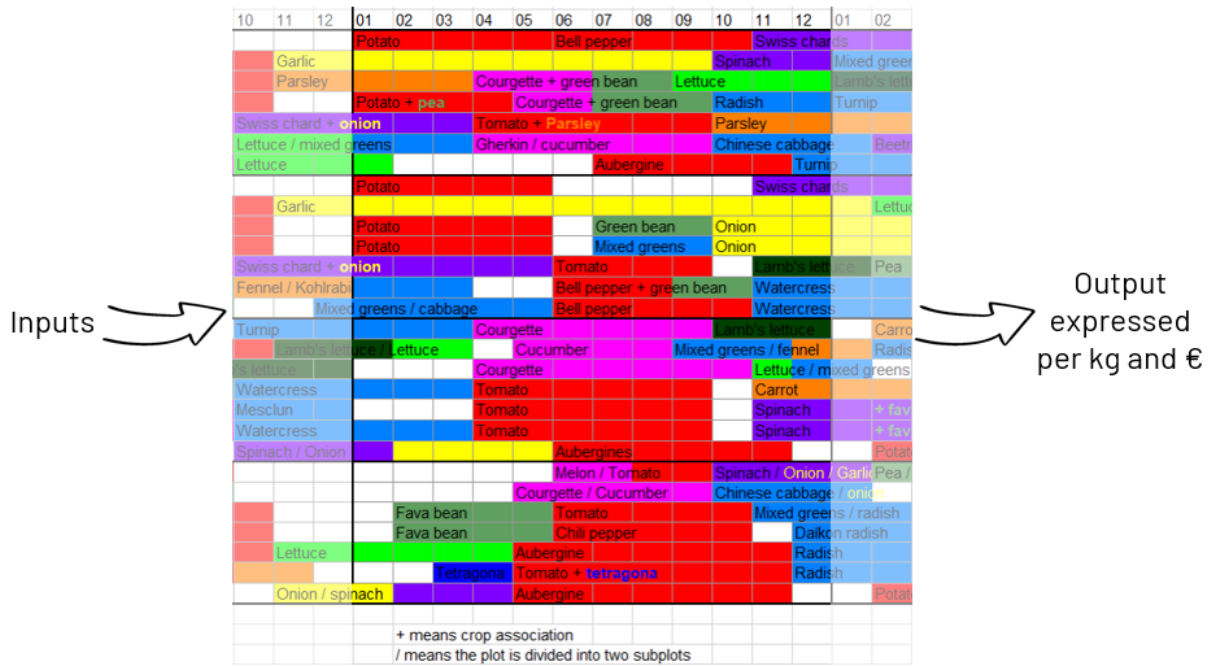 10 11 12 01 02 03 04 05 06 07 08 09 10 11 12 01 02
Potato Bell pepper Swiss chards
Garlic Spinach Mixed green
Parsley Courgette + green bean Lettuce Lamb's lett
Potato + pea Courgette + green bean Radish Turnip
Swiss chard + onion Tomato + Parsley Parsley
Lettuce / mixed greens Gherkin / cucumber Chinese cabbage Beetr
Lettuce Aubergine Turnip
Potato Swiss chards
Garlic Lettuc
Potato Green bean Onion
Potato Mixed greens Onion
Swiss chard + onion Tomato Lamb's lettuce Pea
Fennel / Kohlrabi Bell pepper + green bean Watercress
Mixed greens / cabbage Bell pepper Watercress
Turnip Courgette Lamb's lettuce Carro
Lamb's lettuce / Lettuce Cucumber Mixed greens / fennel Radis
's lettuce Courgette Lettuce / mixed greens
Watercress Tomato Carrot
Mesclun Tomato Spinach + fav
Watercress Tomato Spinach + fav
Spinach / Onion Aubergines Potat
Melon / Tomato Spinach / Onion / Garlic Pea /
Courgette / Cucumber Chinese cabbage / onion
Fava bean Tomato Mixed greens / radish
Fava bean Chili pepper Daïkon radish
Lettuce Aubergine Radish
Tetragona Tomato + tetragona Radish
Onion / spinach Aubergine Potat
+ means crop association
/ means the plot is divided into two subplots
Inputs
Output
expressed
per kg and €